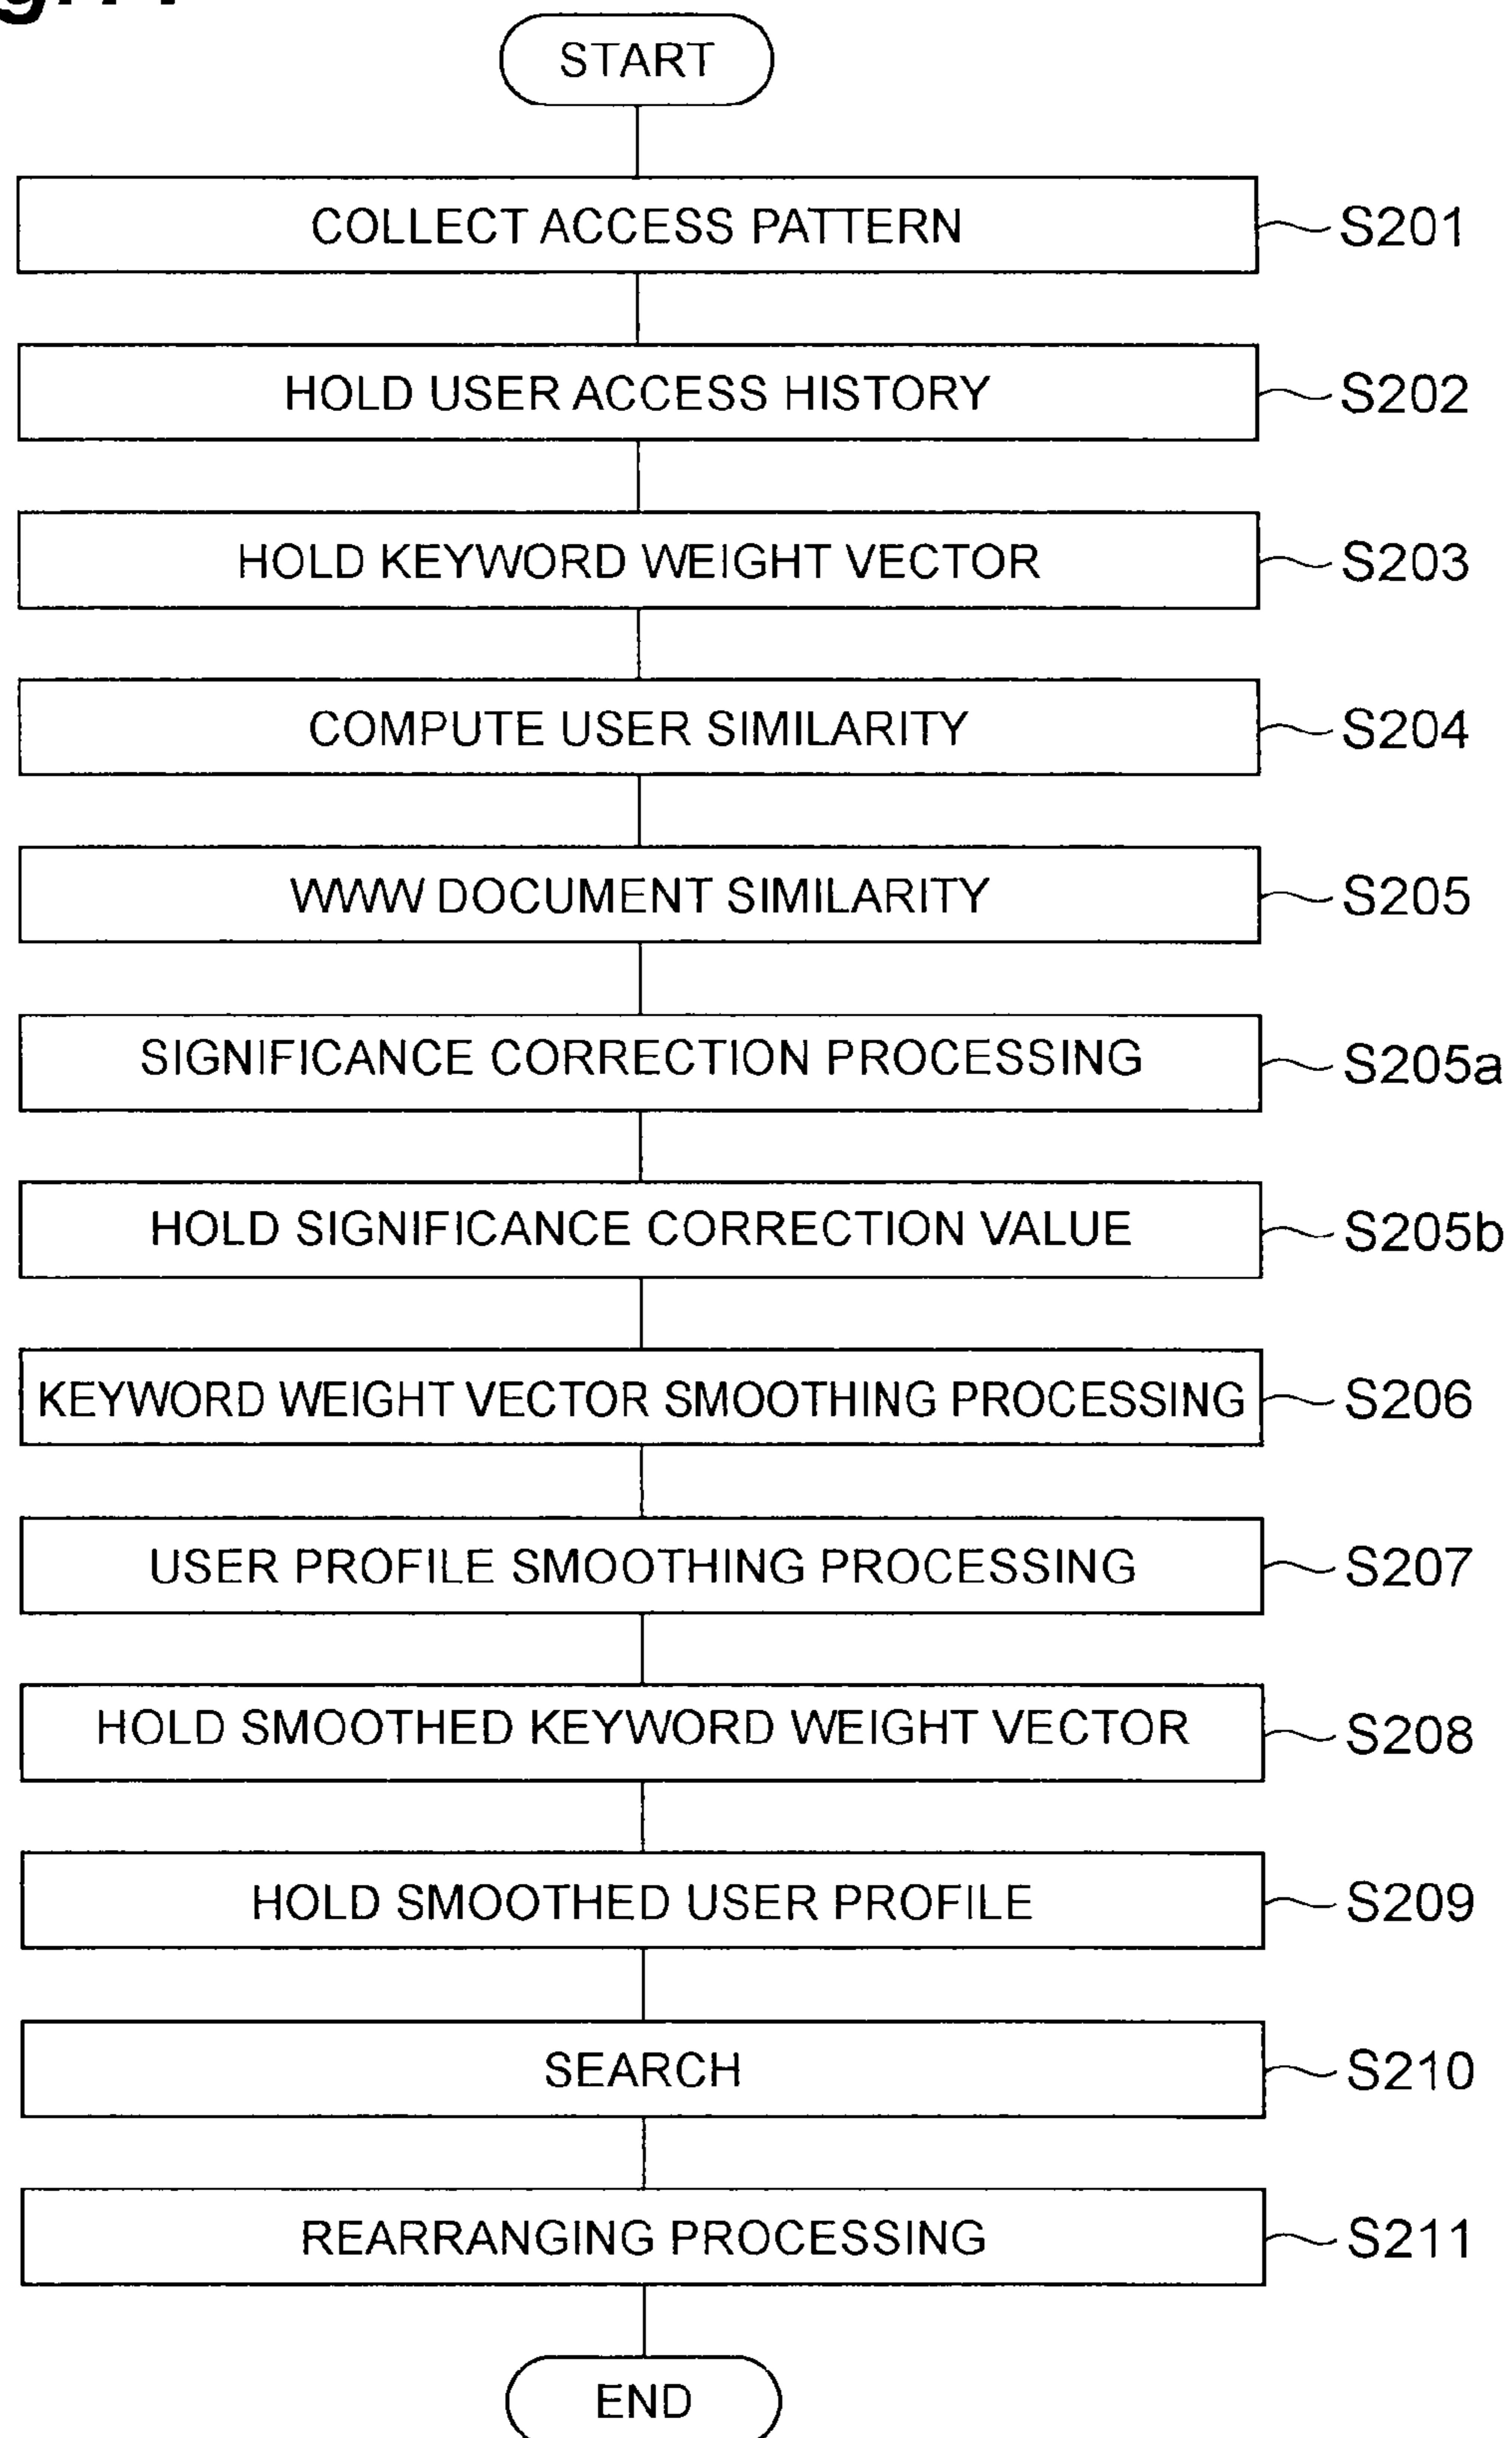 START
COLLECT ACCESS PATTERN S201
HOLD USER ACCESS HISTORY S202
HOLD KEYWORD WEIGHT VECTOR S203
COMPUTE USER SIMILARITY S204
WWW DOCUMENT SIMILARITY S205
SIGNIFICANCE CORRECTION PROCESSING S205a
HOLD SIGNIFICANCE CORRECTION VALUE S205b
KEYWORD WEIGHT VECTOR SMOOTHING PROCESSING S206
USER PROFILE SMOOTHING PROCESSING S207
HOLD SMOOTHED KEYWORD WEIGHT VECTOR S208
HOLD SMOOTHED USER PROFILE S209
SEARCH S210
REARRANGING PROCESSING S211
END